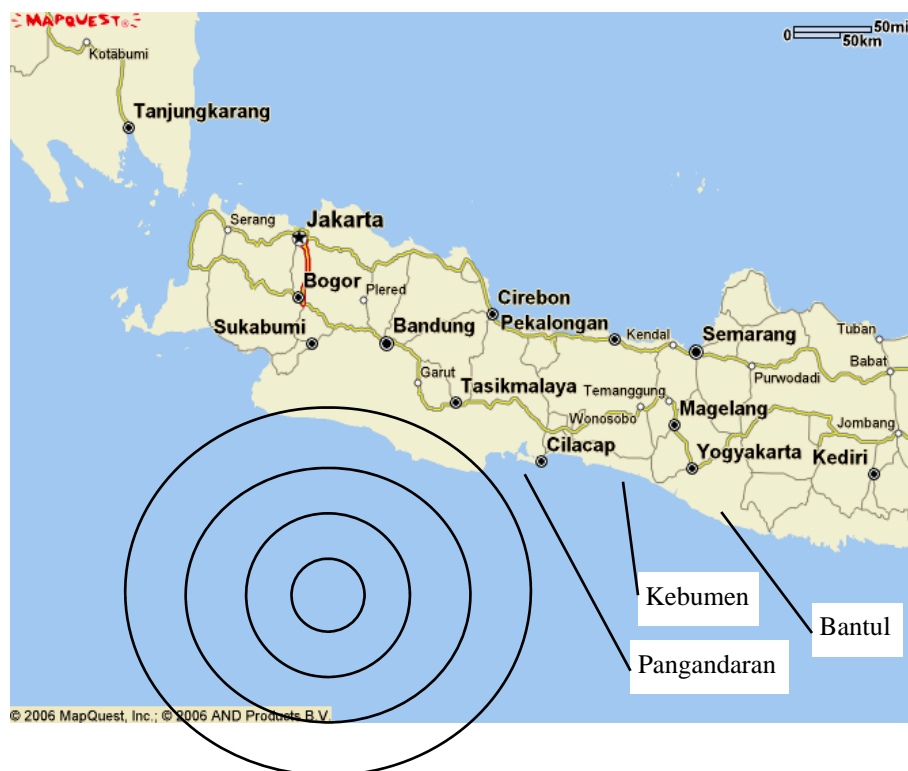 MAPQUEST
50mi
0
50km
Kotabumi
Tanjungkarang
Serang
Jakarta
Bogor
Plered
Cirebon
Sukabumi
Bandung
Pekalongan
Kendal
Semarang
Tuban
Babat
Garut
Tasikmalaya
Temanggung
Purwodadi
Wonosobo
Magelang
Jombang
Cilacap
Yogyakarta
Kediri
Kebumen
Bantul
Pangandaran
© 2006 MapQuest, Inc.; © 2006 AND Products B.V.